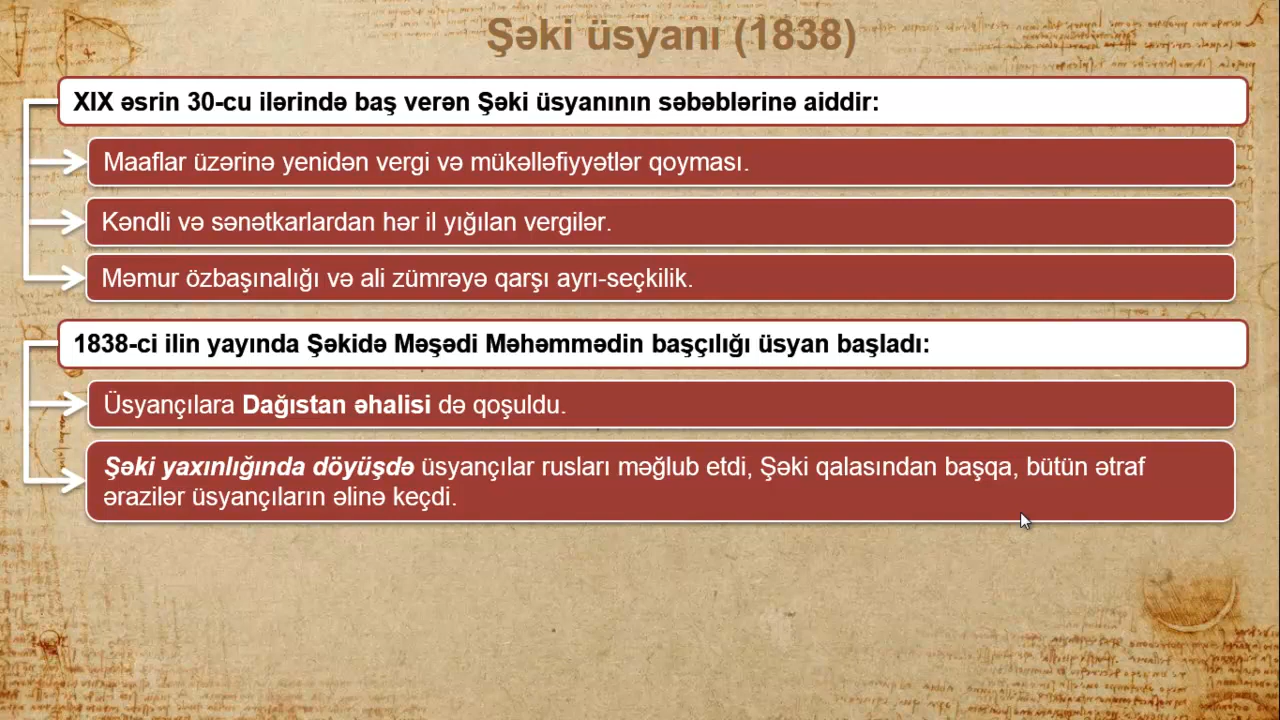 Şəki üsyanı (1838)
XIX əsrin 30-cu ilərində baş verən Şəki üsyanının səbəblərinə aiddir:
Maaflar üzərinə yenidən vergi və mükəlləfiyyətlər qoyması.
Kəndli və sənətkarlardan hər il yığılan vergilər.
Məmur özbaşınalığı və ali zümrəyə qarşı ayrı-seçkilik.
1838-ci ilin yayında Şəkidə Məşədi Məhəmmədin başçılığı üsyan başladı:
Üsyançılara Dağıstan əhalisi də qoşuldu.
Şəki yaxınlığında döyüşdə üsyançılar rusları məğlub etdi, Şəki qalasından başqa, bütün ətraf
ərazilər üsyançıların əlinə keçdi.